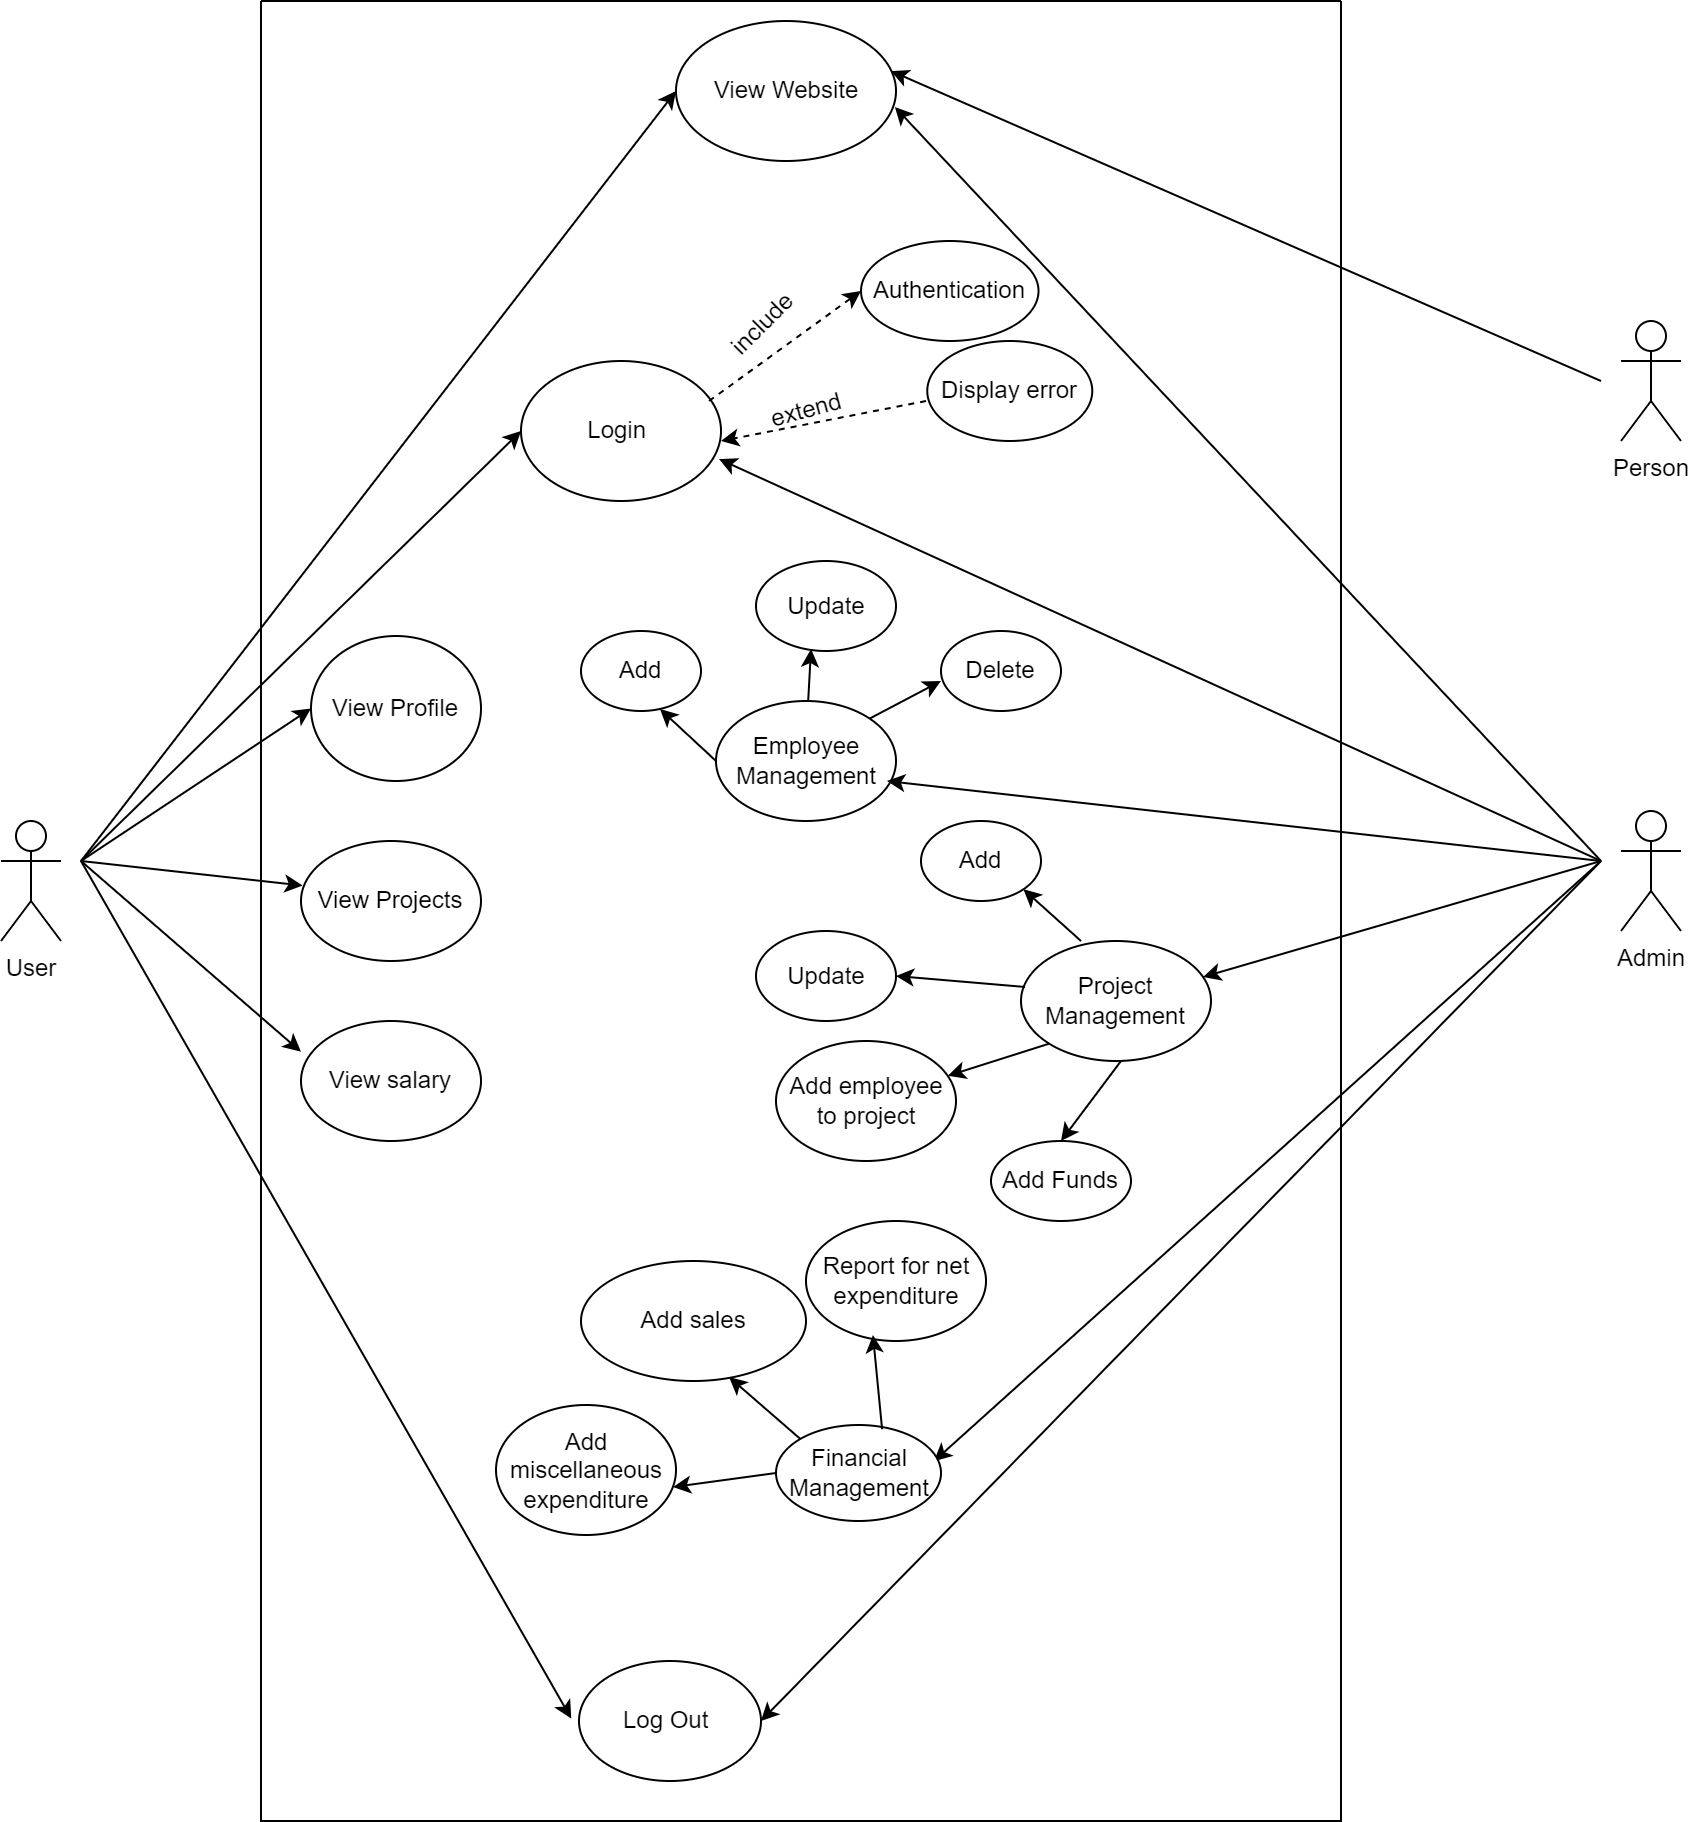 View Website
Authentication
include
Display error
extend
Login
Person
Update
Add
Delete
View Profile
Employee
Management
Add
View Projects
User
Admin
Update
Project
Management
View salary
Add employee
to project
Add Funds
Report for net
expenditure
Add sales
Add
miscellaneous
expenditure
Financial
Management
Log Out